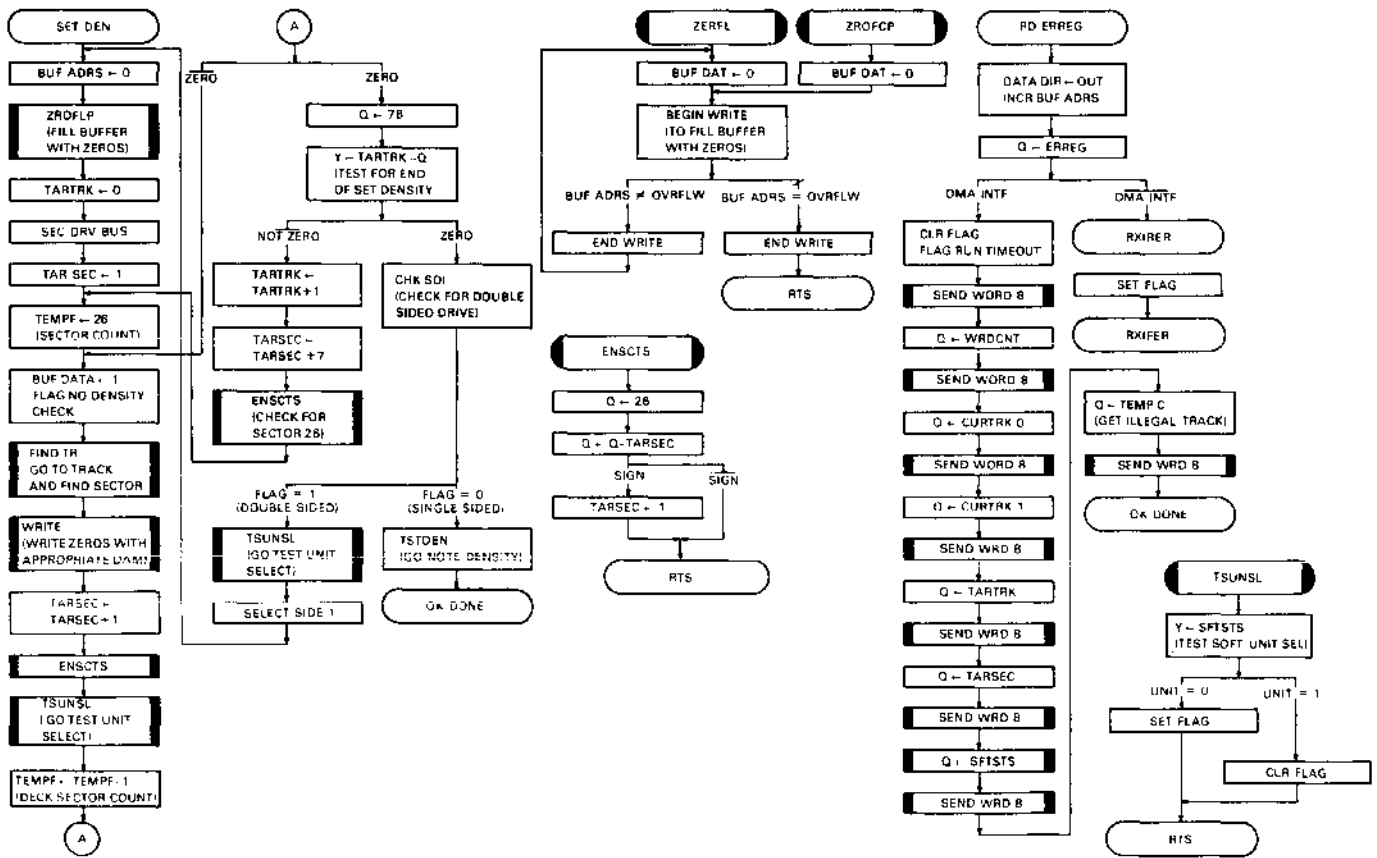 SET DEN
BUF ADRS ← 0
ZROFLP
(FILL BUFFER
WITH ZEROS)
TARTRK ← 0
SEC DRV BUS
TAR SEC ← 1
TEMPF ← 26
(SECTOR COUNT)
BUF DATA ← 1
FLAG NO DENSITY
CHECK
FIND TR
GO TO TRACK
AND FIND SECTOR
WRITE
(WRITE ZEROS WITH
APPROPRIATE DAM)
TARSEC ←
TARSEC+1
ENSCTS
TSUNSL
(GO TEST UNIT
SELECT)
TEMPF ← TEMPF-1
(DECK SECTOR COUNT)
A
A
ZERO
ZERO
Q ← 76
Y ← TARTRK -Q
(TEST FOR END
OF SET DENSITY
NOT ZERO
ZERO
TARTRK ←
TARTRK+1
TARSEC ←
TARSEC +7
ENSCTS
(CHECK FOR
SECTOR 26)
CHK SDI
(CHECK FOR DOUBLE
SIDED DRIVE)
FLAG = 1
(DOUBLE SIDED)
FLAG = 0
(SINGLE SIDED)
TSUNSL
(GO TEST UNIT
SELECT)
SELECT SIDE 1
TSTDEN
(GO NOTE DENSITY)
OK DONE
ZERFL
ZROFCP
BUF DAT ← 0
BUF DAT ← 0
BEGIN WRITE
(TO FILL BUFFER
WITH ZEROS)
BUF ADRS ≠ OVRFLW
BUF ADRS = OVRFLW
END WRITE
END WRITE
RTS
ENSCTS
Q ← 26
Q ← Q-TARSEC
SIGN
SIGN
TARSEC ← 1
RTS
RD ERREG
DATA DIR ← OUT
INCR BUF ADRS
Q ← ERREG
DMA INTF
DMA INTF
CLR FLAG
FLAG RUN TIMEOUT
SEND WORD 8
Q ← WRDCNT
SEND WORD 8
Q ← CURTRK 0
SEND WORD 8
Q ← CURTRK 1
SEND WRD 8
Q ← TARTRK
SEND WRD 8
Q ← TARSEC
SEND WRD 8
Q ← SFTSTS
SEND WRD 8
RXIRER
SET FLAG
RXIFER
Q ← TEMP C
(GET ILLEGAL TRACK)
SEND WRD 8
OK DONE
TSUNSL
Y ← SFTSTS
(TEST SOFT UNIT SEL)
UNIT = 0
UNIT = 1
SET FLAG
CLR FLAG
RTS